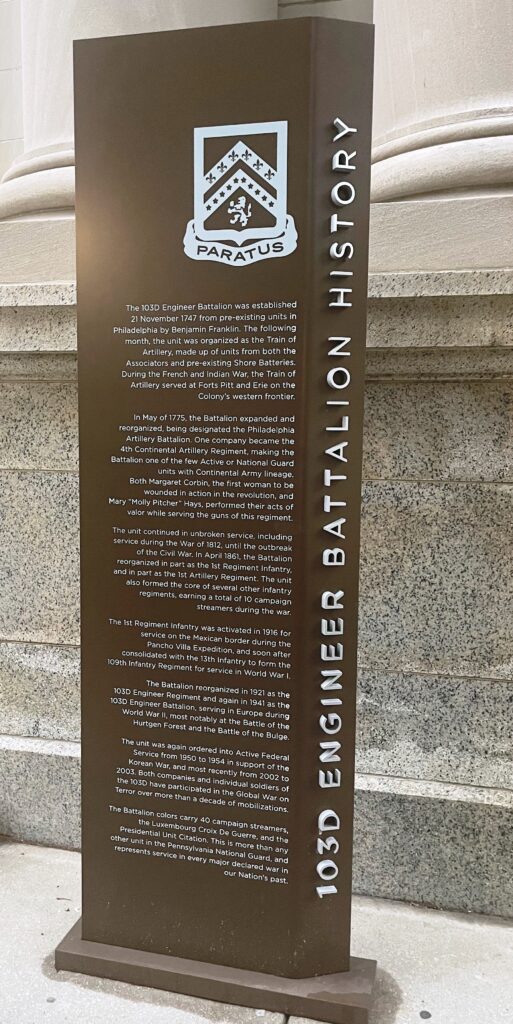 PARATUS
The 103D Engineer Battalion was established
21 November 1747 from pre-existing units in
Philadelphia by Benjamin Franklin. The following
month, the unit was organized as the Train of
Artillery, made up of units from both the
Associators and pre-existing Shore Batteries.
During the French and Indian War, the Train of
Artillery served at Forts Pitt and Erie on the
Colony's western frontier.
In May of 1775, the Battalion expanded and
reorganized, being designated the Philadelphia
Artillery Battalion. One company became the
4th Continental Artillery Regiment, making the
Battalion one of the few Active or National Guard
units with Continental Army lineage.
Both Margaret Corbin, the first woman to be
wounded in action in the revolution, and
Mary "Molly Pitcher" Hays, performed their acts of
valor while serving the guns of this regiment.
The unit continued in unbroken service, including
service during the War of 1812, until the outbreak
of the Civil War. In April 1861, the Battalion
reorganized in part as the 1st Regiment Infantry,
and in part as the 1st Artillery Regiment. The unit
also formed the core of several other infantry
regiments, earning a total of 10 campaign
streamers during the war.
The 1st Regiment Infantry was activated in 1916 for
service on the Mexican border during the
Pancho Villa Expedition, and soon after
consolidated with the 13th Infantry to form the
109th Infantry Regiment for service in World War I.
The Battalion reorganized in 1921 as the
103D Engineer Regiment and again in 1941 as the
103D Engineer Battalion, serving in Europe during
World War II, most notably at the Battle of the
Hurtgen Forest and the Battle of the Bulge.
The unit was again ordered into Active Federal
Service from 1950 to 1954 in support of the
Korean War, and most recently from 2002 to
2003. Both companies and individual soldiers of
the 103D have participated in the Global War on
Terror over more than a decade of mobilizations.
The Battalion colors carry 40 campaign streamers,
the Luxembourg Croix De Guerre, and the
Presidential Unit Citation. This is more than any
other unit in the Pennsylvania National Guard, and
represents service in every major declared war in
our Nation's past.
103D ENGINEER BATTALION HISTORY